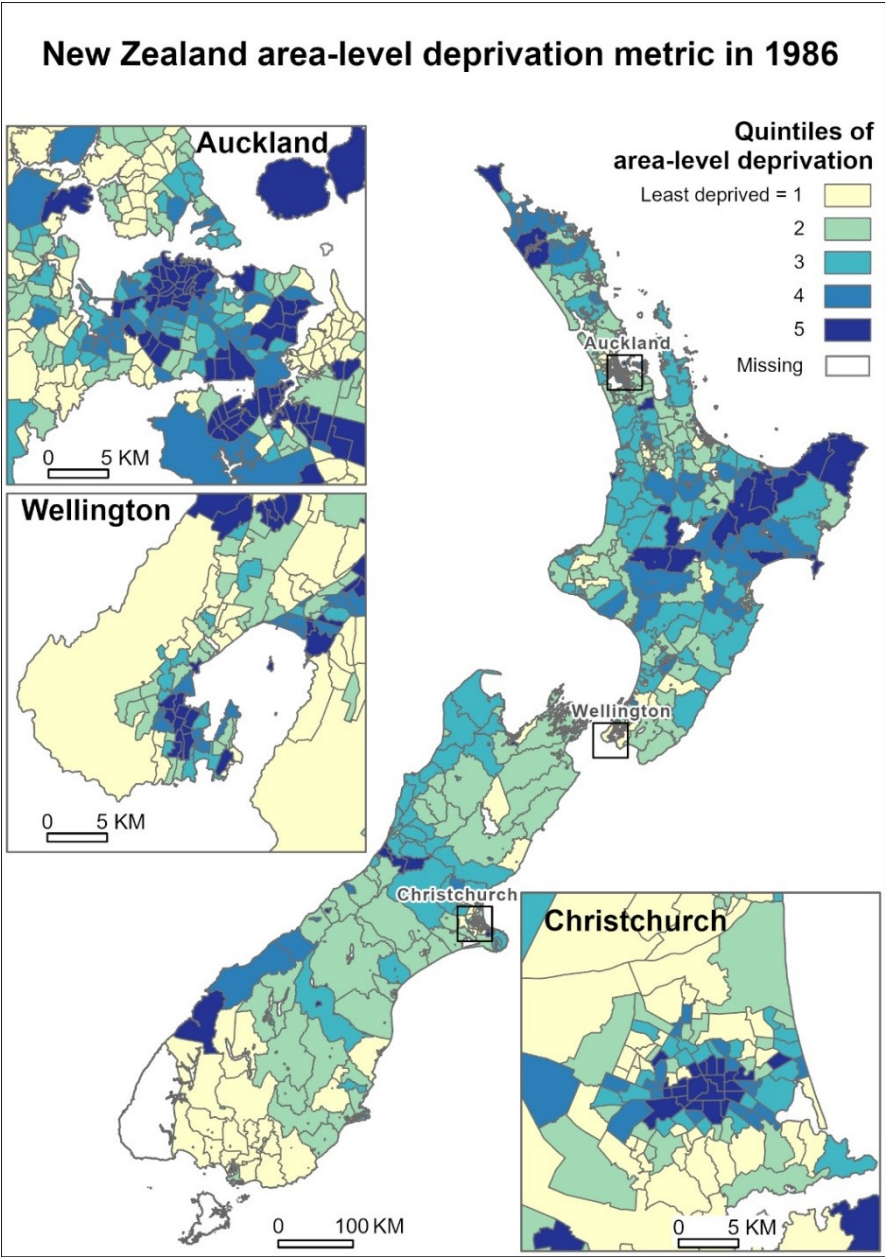 New Zealand area-level deprivation metric in 1986
Auckland
0 5 KM
Wellington
0 5 KM
Quintiles of
area-level deprivation
Least deprived = 1
2
3
4
5
Missing
Auckland
Wellington
Christchurch
0 100 KM
Christchurch
0 5 KM